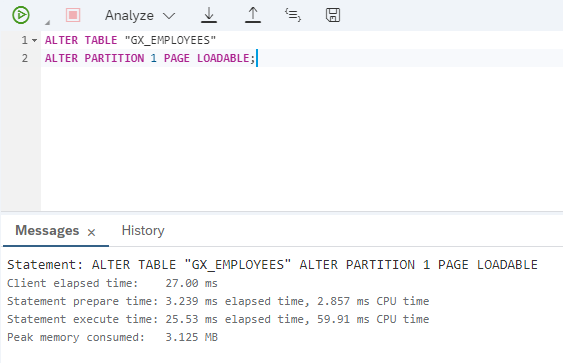 Analyze
1 ALTER TABLE "GX_EMPLOYEES"
2 ALTER PARTITION 1 PAGE LOADABLE;
Messages × History
Statement: ALTER TABLE "GX_EMPLOYEES" ALTER PARTITION 1 PAGE LOADABLE
Client elapsed time: 27.00 ms
Statement prepare time: 3.239 ms elapsed time, 2.857 ms CPU time
Statement execute time: 25.53 ms elapsed time, 59.91 ms CPU time
Peak memory consumed: 3.125 MB